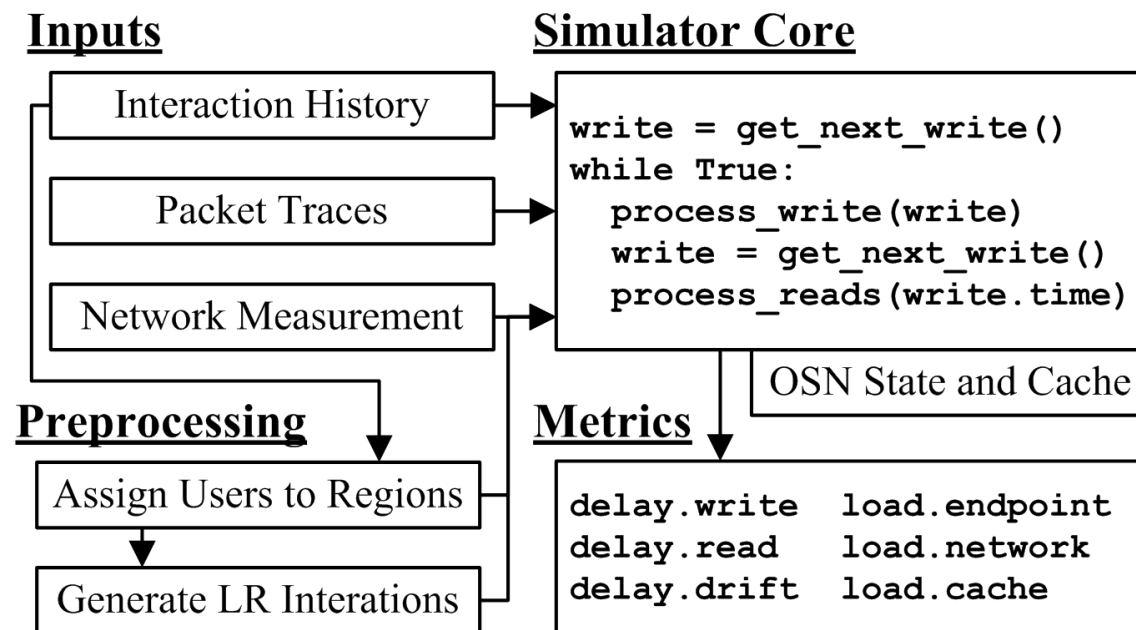 Inputs
Interaction History
Packet Traces
Network Measurement
Preprocessing
Assign Users to Regions
Generate LR Interations
Simulator Core
write = get_next_write()
while True:
  process_write(write)
  write = get_next_write()
  process_reads(write.time)
OSN State and Cache
Metrics
delay.write load.endpoint
delay.read load.network
delay.drift load.cache